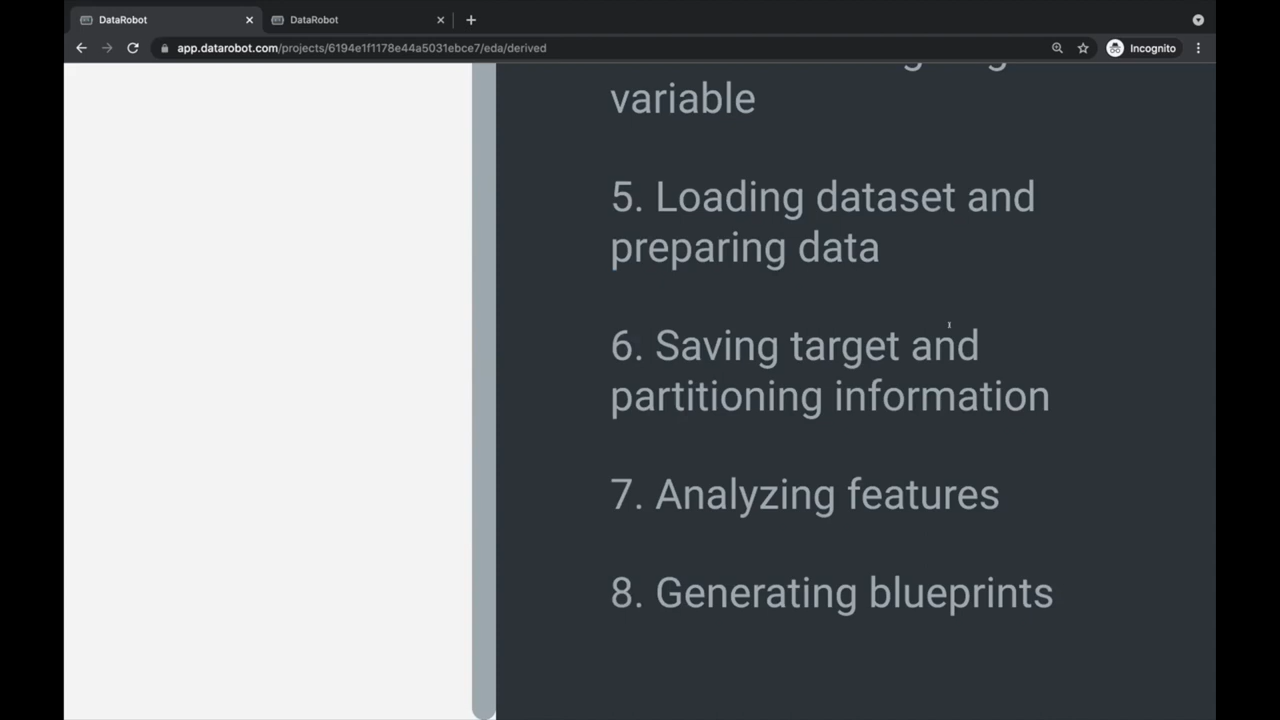 DataRobot
DataRobot
app.datarobot.com/projects/6194e1f1178e44a5031ebce7/eda/derived
Incognito
variable
5. Loading dataset and
preparing data
6. Saving target and
partitioning information
7. Analyzing features
8. Generating blueprints